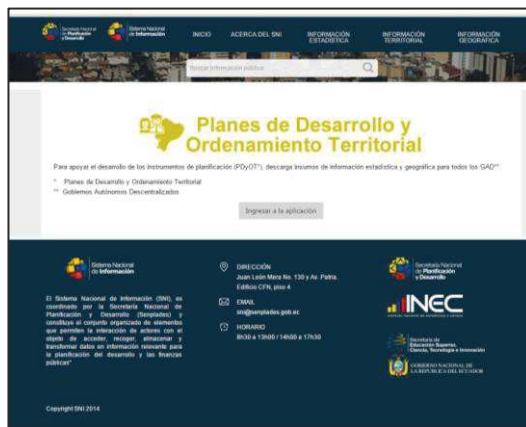 Secretaría Nacional
de Planificación
y Desarrollo
Sistema Nacional
de Información
INICIO
ACERCA DEL SNI
INFORMACIÓN
ESTADÍSTICA
INFORMACIÓN
TERRITORIAL
INFORMACIÓN
GEOGRÁFICA
Buscar información pública
Planes de Desarrollo y
Ordenamiento Territorial
Para apoyar el desarrollo de los instrumentos de planificación (PDyOT*), descarga insumos de información estadística y geográfica para todos los GAD**
* Planes de Desarrollo y Ordenamiento Territorial
** Gobiernos Autónomos Descentralizados
Ingresar a la aplicación
Sistema Nacional
de Información
El Sistema Nacional de Información (SNI), es
coordinado por la Secretaría Nacional de
Planificación y Desarrollo (Senplades) y
constituye el conjunto organizado de elementos
que permiten la interacción de actores con el
objeto de acceder, recoger, almacenar y
transformar datos en información relevante para
la planificación del desarrollo y las finanzas
públicas"
Copyright SNI 2014
DIRECCIÓN
Juan León Mera No. 130 y Av. Patria.
Edificio CFN, piso 4
EMAIL
sni@senplades.gob.ec
HORARIO
8h30 a 13h00 / 14h00 a 17h30
Secretaría Nacional
de Planificación
y Desarrollo
INEC
Secretaría de
Educación Superior,
Ciencia, Tecnología e Innovación
GOBIERNO NACIONAL DE
LA REPÚBLICA DEL ECUADOR